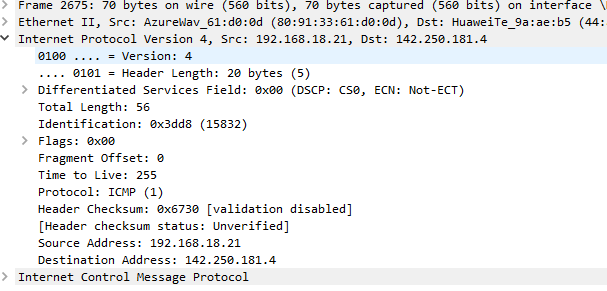 Frame 2675: 70 bytes on wire (560 bits), 70 bytes captured (560 bits) on interface \
Ethernet II, Src: AzureWav_61:d0:0d (80:91:33:61:d0:0d), Dst: HuaweiTe_9a:ae:b5 (44:
Internet Protocol Version 4, Src: 192.168.18.21, Dst: 142.250.181.4
0100 .... = Version: 4
.... 0101 = Header Length: 20 bytes (5)
Differentiated Services Field: 0x00 (DSCP: CS0, ECN: Not-ECT)
Total Length: 56
Identification: 0x3dd8 (15832)
Flags: 0x00
Fragment Offset: 0
Time to Live: 255
Protocol: ICMP (1)
Header Checksum: 0x6730 [validation disabled]
[Header checksum status: Unverified]
Source Address: 192.168.18.21
Destination Address: 142.250.181.4
Internet Control Message Protocol